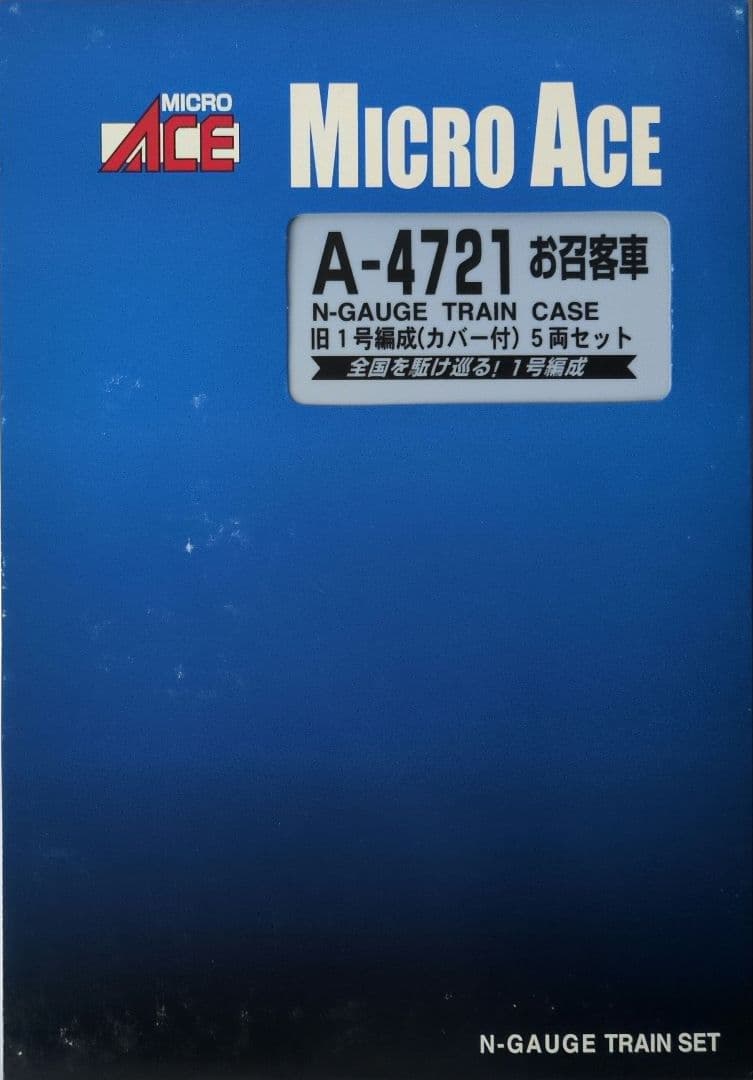 MICRO
ACE
MICRO ACE
A-4721 お召客車
N-GAUGE TRAIN CASE
旧1号編成(カバー付) 5両セット
全国を駆け巡る! 1号編成
N-GAUGE TRAIN SET